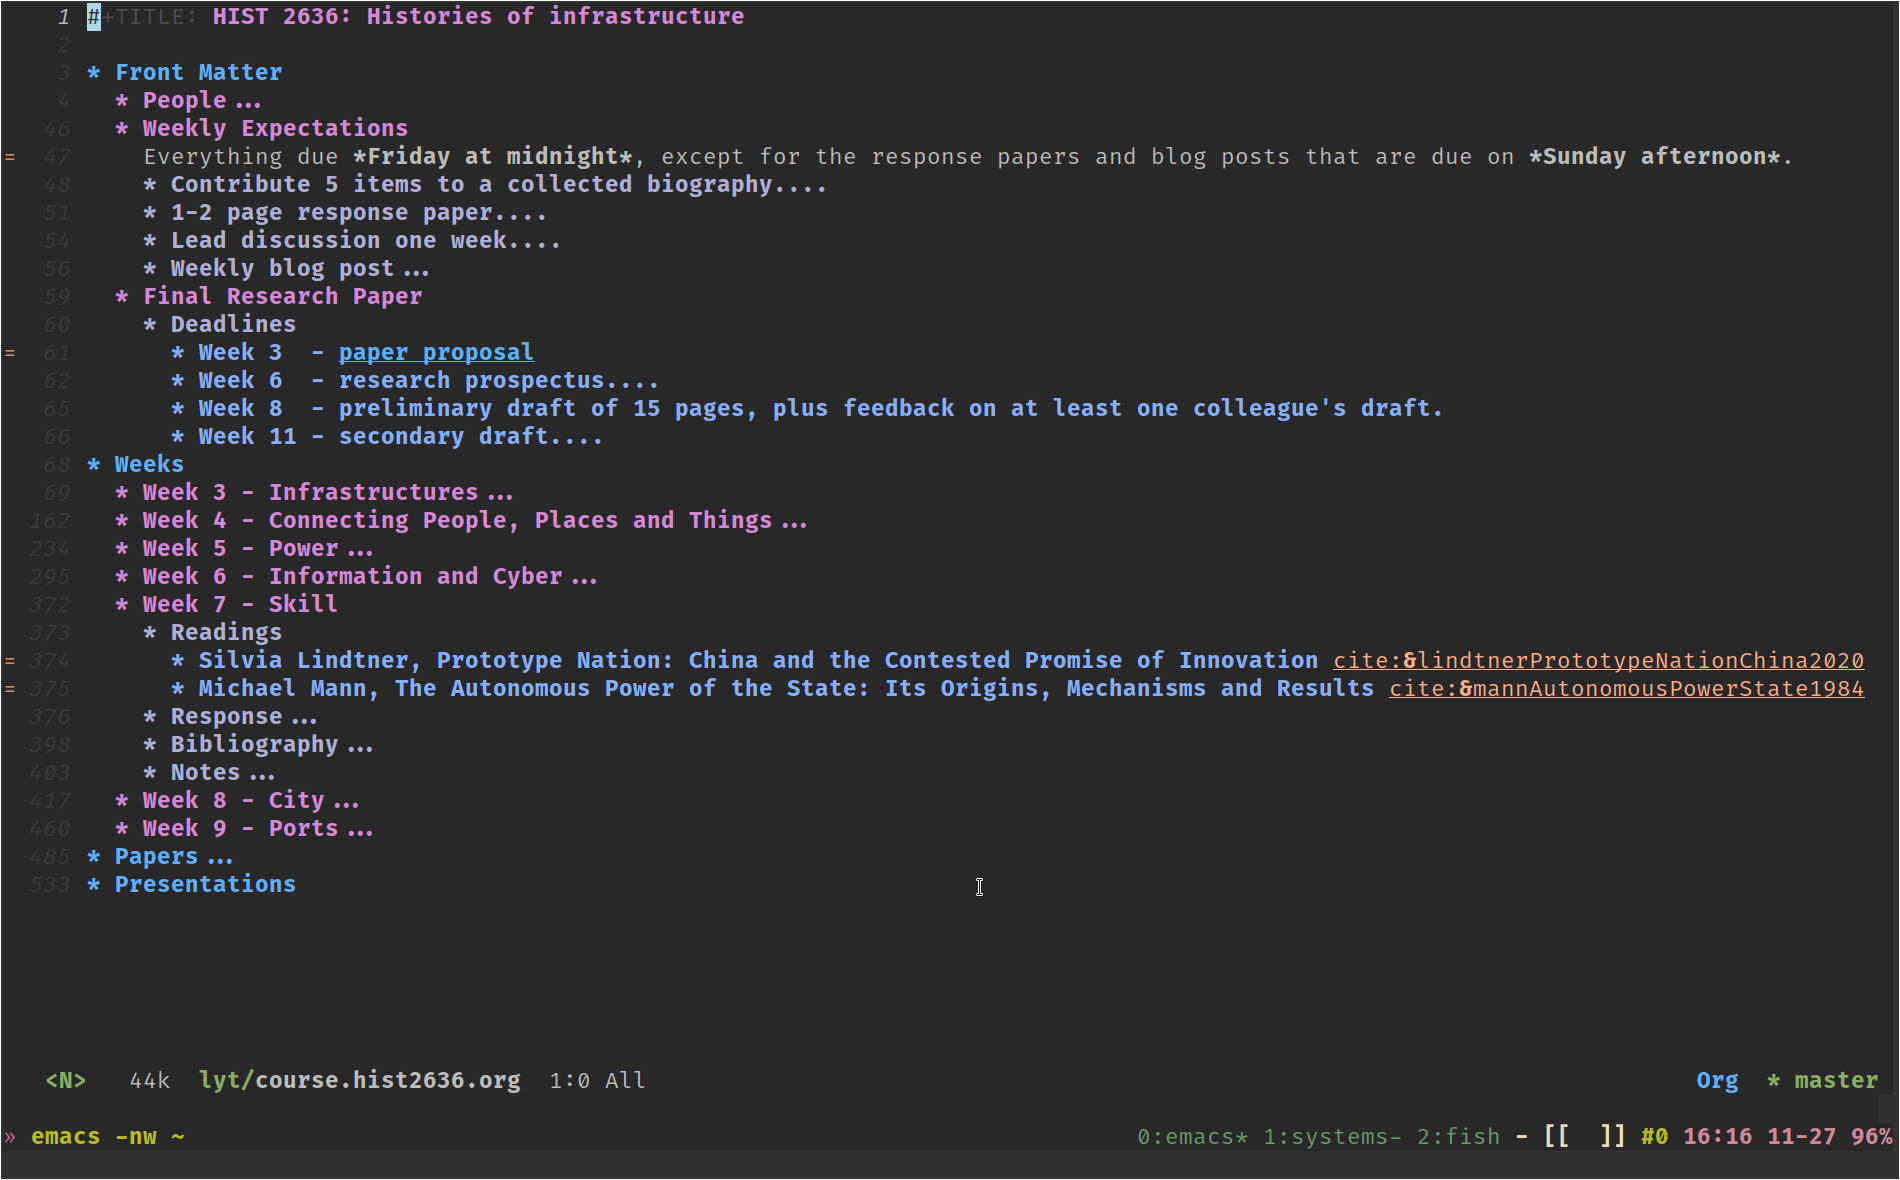 1 #+TITLE: HIST 2636: Histories of infrastructure
2
3 * Front Matter
4 * People...
46 * Weekly Expectations
= 47 Everything due *Friday at midnight*, except for the response papers and blog posts that are due on *Sunday afternoon*.
48 * Contribute 5 items to a collected biography....
51 * 1-2 page response paper....
54 * Lead discussion one week....
56 * Weekly blog post...
59 * Final Research Paper
60 * Deadlines
= 61 * Week 3  - paper proposal
62 * Week 6  - research prospectus....
65 * Week 8  - preliminary draft of 15 pages, plus feedback on at least one colleague's draft.
66 * Week 11 - secondary draft....
68 * Weeks
69 * Week 3 - Infrastructures...
162 * Week 4 - Connecting People, Places and Things...
234 * Week 5 - Power...
295 * Week 6 - Information and Cyber...
372 * Week 7 - Skill
373 * Readings
= 374 * Silvia Lindtner, Prototype Nation: China and the Contested Promise of Innovation cite:&lindtnerPrototypeNationChina2020
= 375 * Michael Mann, The Autonomous Power of the State: Its Origins, Mechanisms and Results cite:&mannAutonomousPowerState1984
376 * Response...
398 * Bibliography...
403 * Notes...
417 * Week 8 - City...
460 * Week 9 - Ports...
485 * Papers...
533 * Presentations
<N> 44k lyt/course.hist2636.org 1:0 All Org * master
» emacs -nw ~ 0:emacs* 1:systems- 2:fish - [[ ]] #0 16:16 11-27 96%